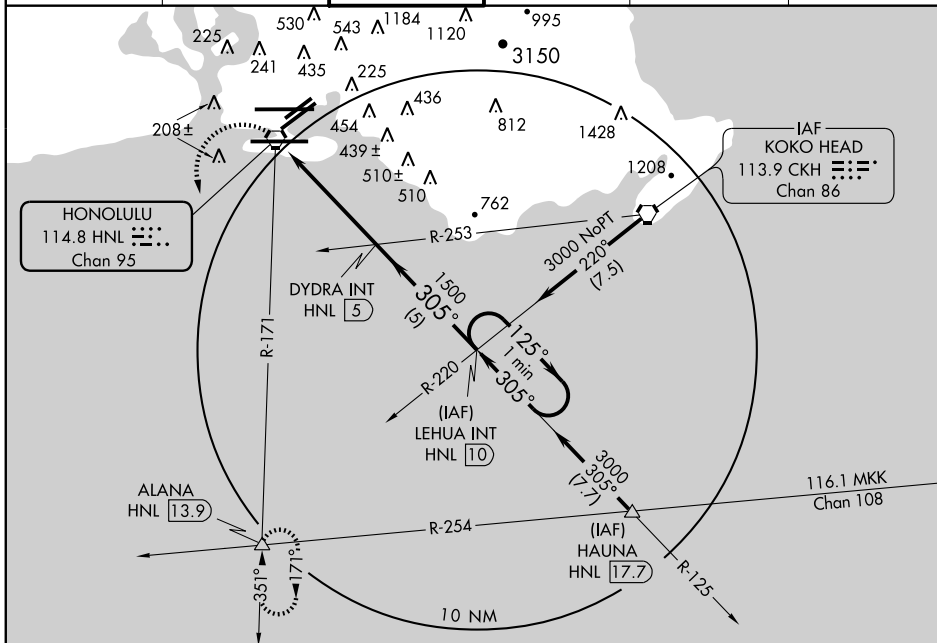 530
543
1184
1120
995
225
241
435
225
3150
208±
454
436
439±
812
1428
510±
510
1208
762
IAF
KOKO HEAD
113.9 CKH
Chan 86
HONOLULU
114.8 HNL
Chan 95
R-253
3000 NoPT
220°
(7.5)
DYDRA INT
HNL 5
1500
305°
(5)
R-171
125°
1 min
305°
R-220
(IAF)
LEHUA INT
HNL 10
3000
305°
(7.7)
116.1 MKK
Chan 108
ALANA
HNL 13.9
R-254
(IAF)
HAUNA
HNL 17.7
R-125
351°
171°
10 NM